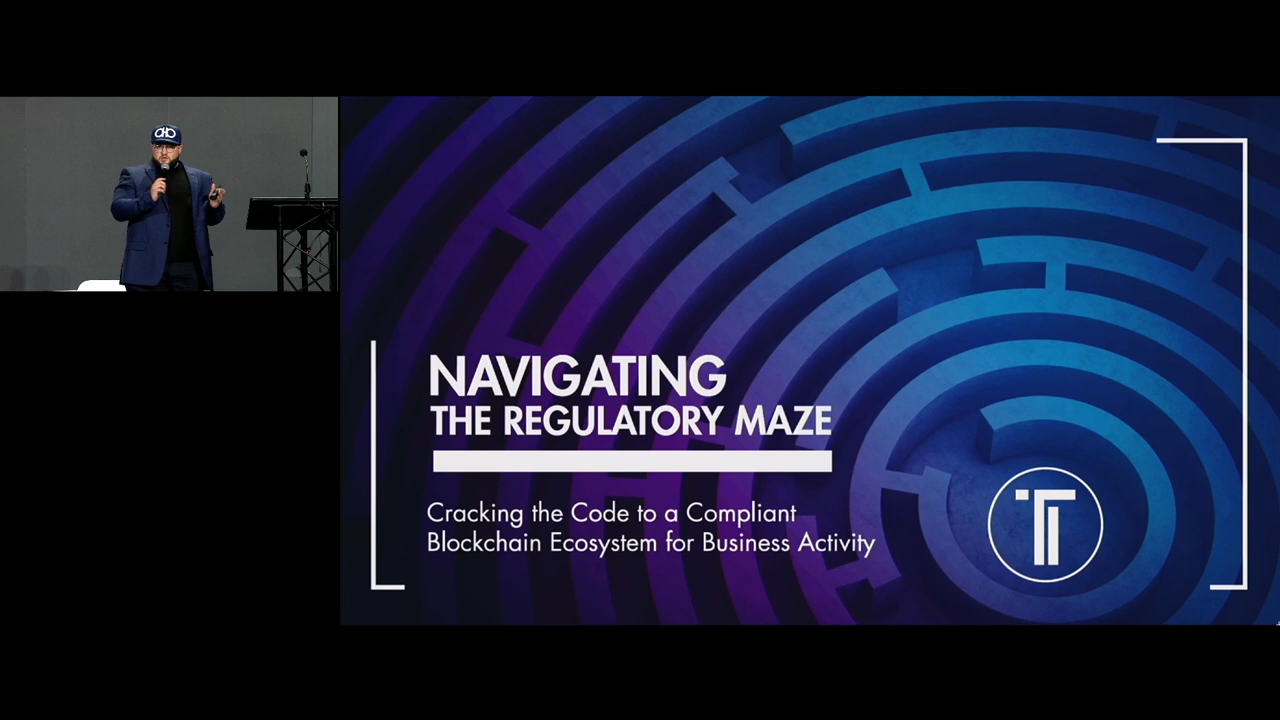 NAVIGATING
THE REGULATORY MAZE
Cracking the Code to a Compliant
Blockchain Ecosystem for Business Activity